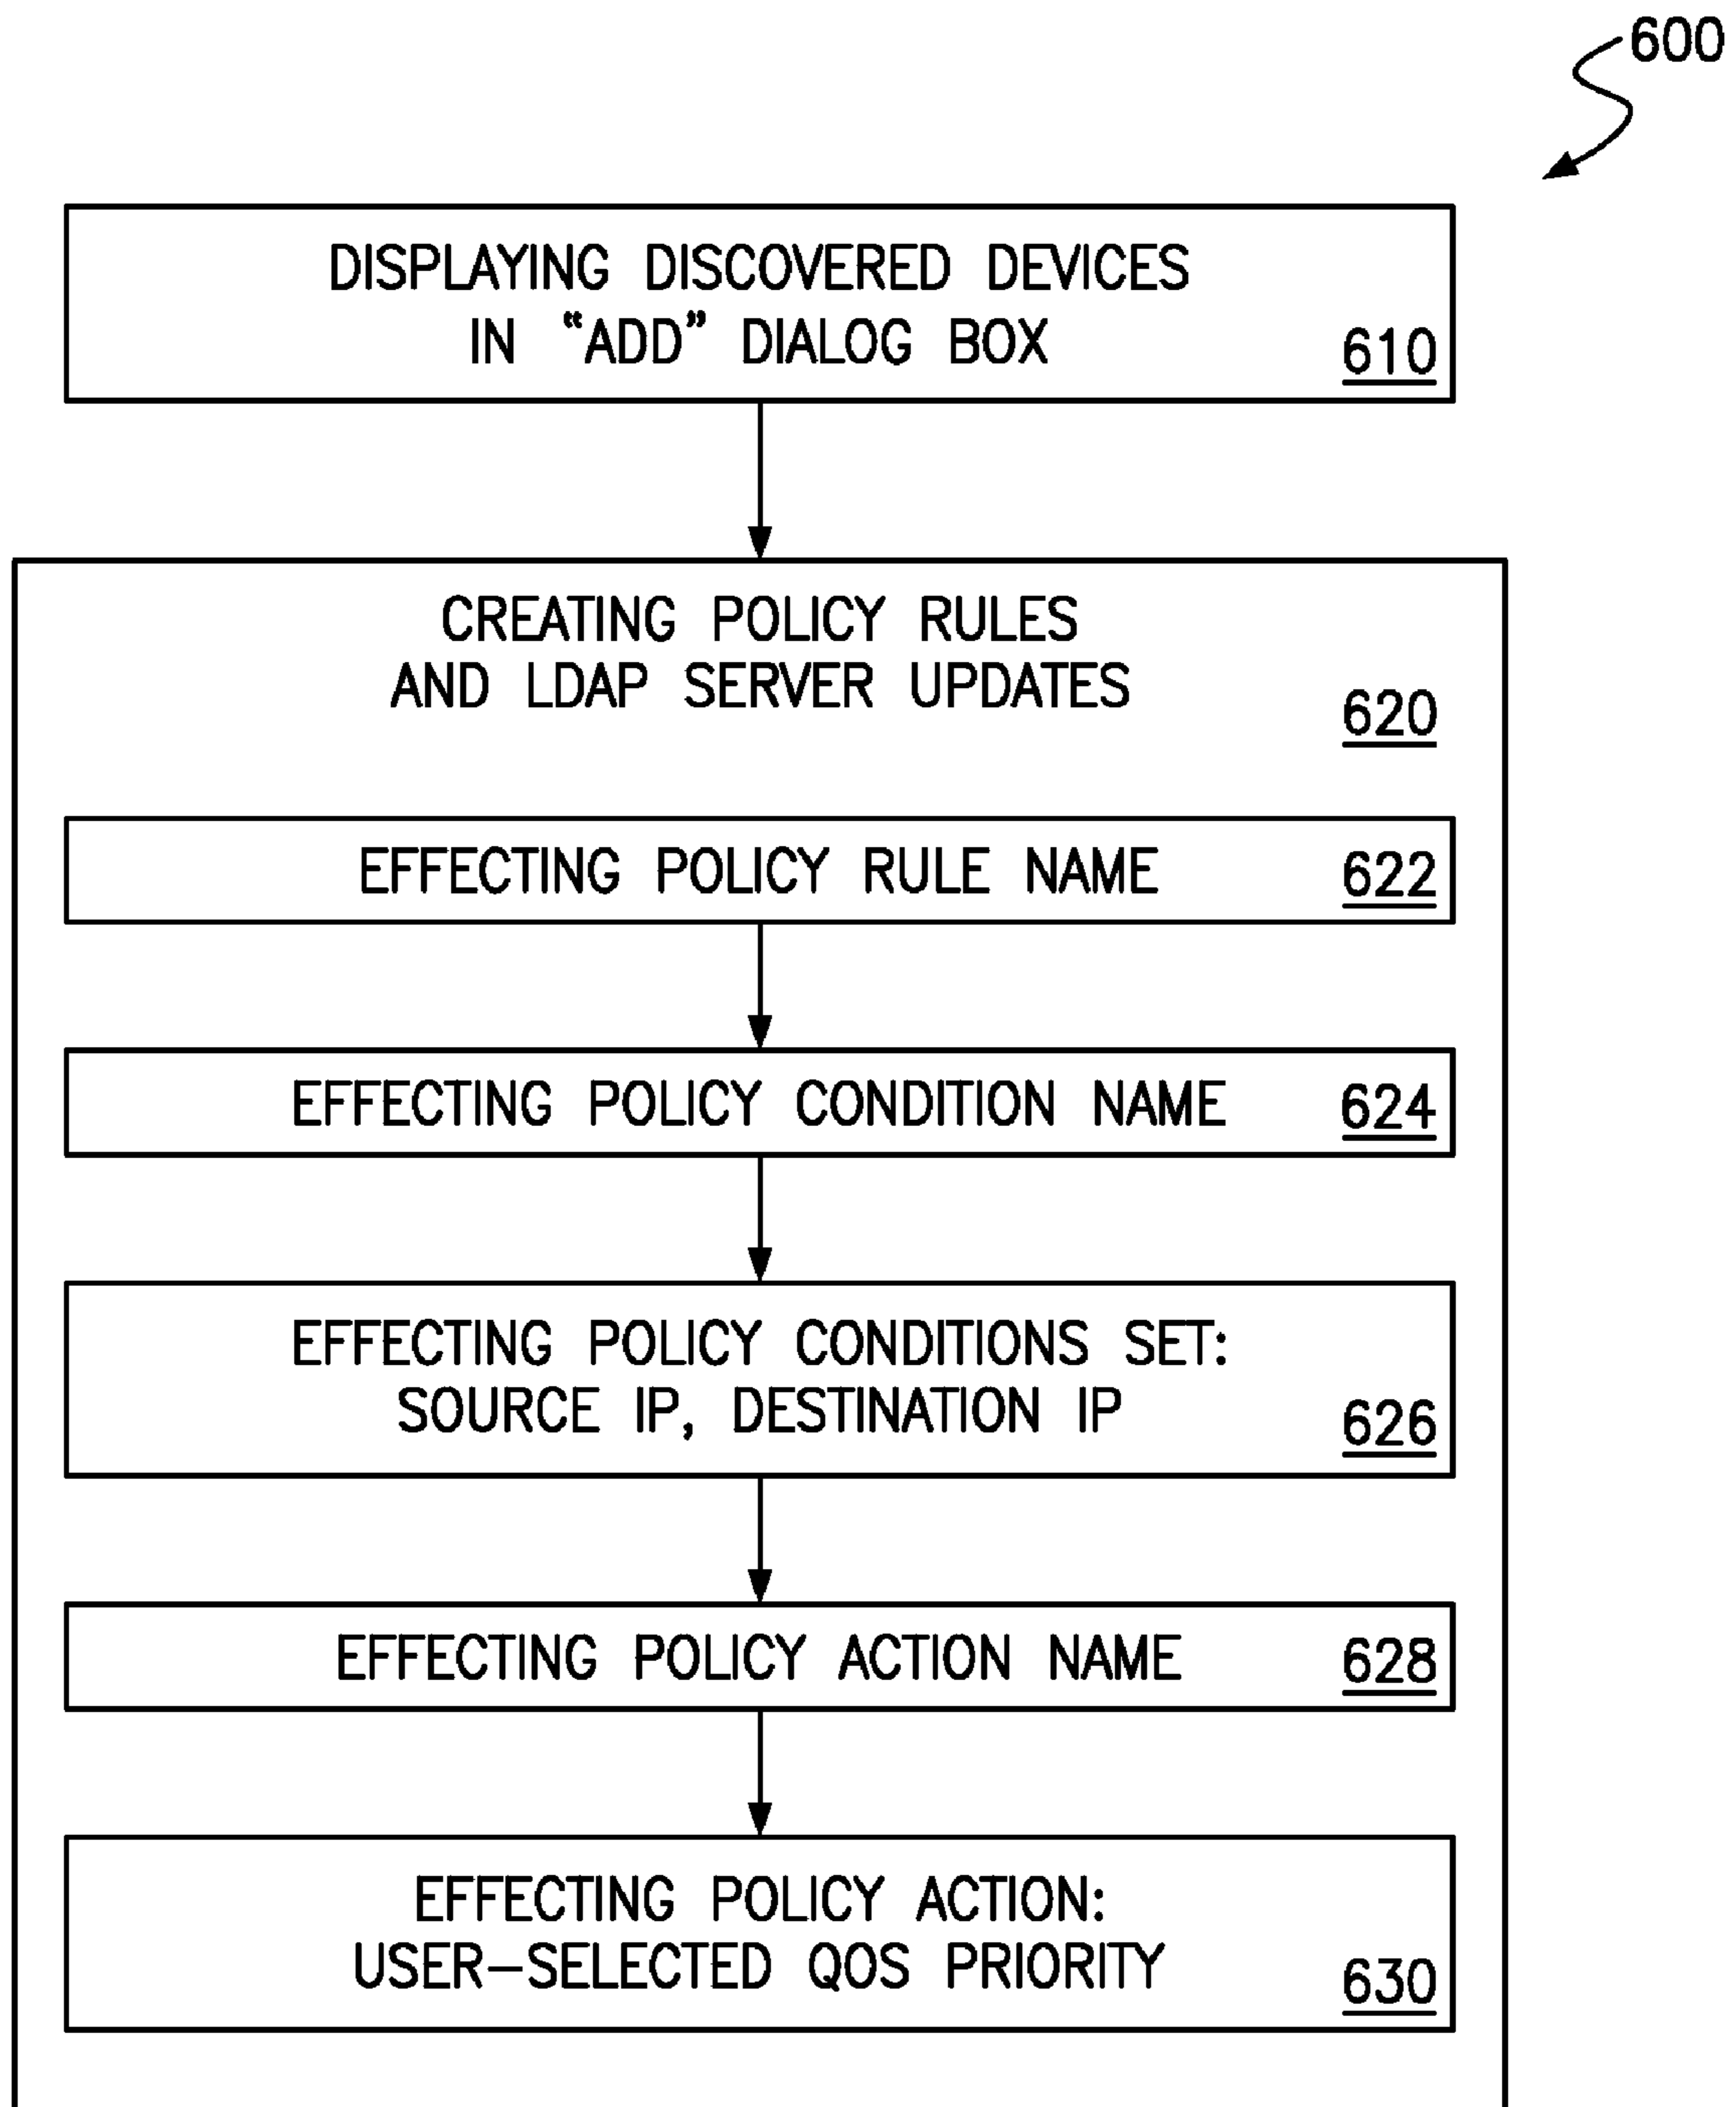 600
DISPLAYING DISCOVERED DEVICES
IN “ADD” DIALOG BOX
610
CREATING POLICY RULES
AND LDAP SERVER UPDATES
620
EFFECTING POLICY RULE NAME
622
EFFECTING POLICY CONDITION NAME
624
EFFECTING POLICY CONDITIONS SET:
SOURCE IP, DESTINATION IP
626
EFFECTING POLICY ACTION NAME
628
EFFECTING POLICY ACTION:
USER–SELECTED QOS PRIORITY
630